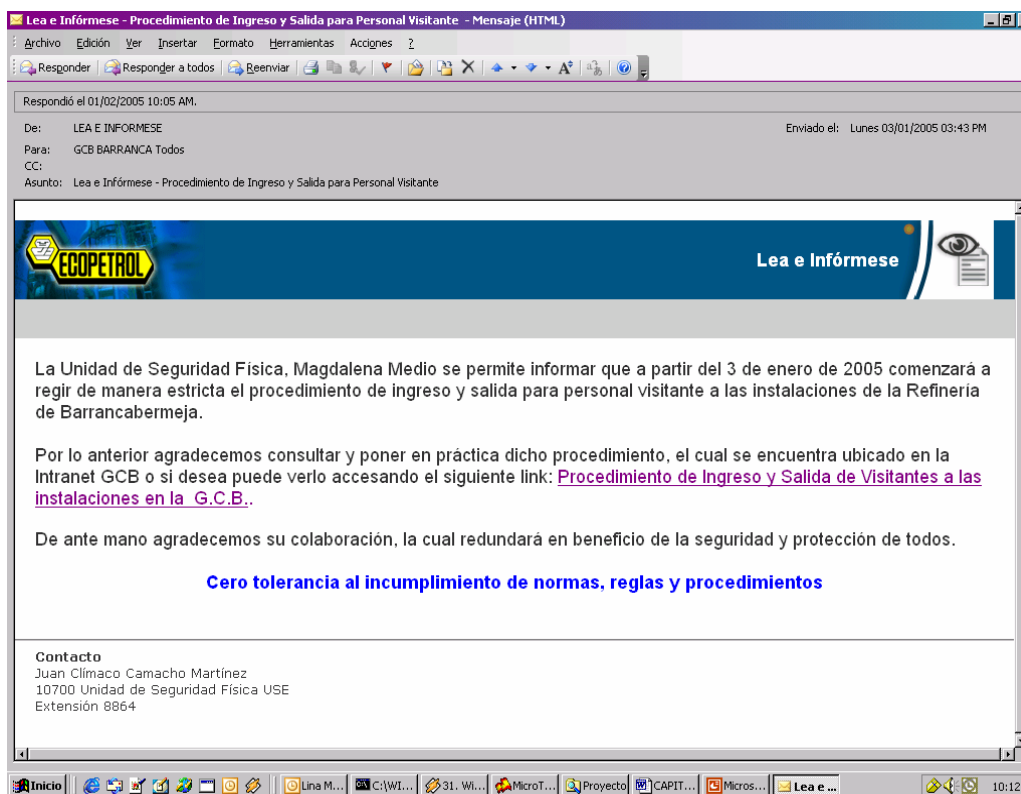 Lea e Infórmese - Procedimiento de Ingreso y Salida para Personal Visitante - Mensaje (HTML)
Archivo Edición Ver Insertar Formato Herramientas Acciones ?
Responder Responder a todos Reenviar
Respondió el 01/02/2005 10:05 AM.
De: LEA E INFORMESE Enviado el: Lunes 03/01/2005 03:43 PM
Para: GCB BARRANCA Todos
CC:
Asunto: Lea e Infórmese - Procedimiento de Ingreso y Salida para Personal Visitante
ECOPETROL
Lea e Infórmese
La Unidad de Seguridad Física, Magdalena Medio se permite informar que a partir del 3 de enero de 2005 comenzará a
regir de manera estricta el procedimiento de ingreso y salida para personal visitante a las instalaciones de la Refinería
de Barrancabermeja.
Por lo anterior agradecemos consultar y poner en práctica dicho procedimiento, el cual se encuentra ubicado en la
Intranet GCB o si desea puede verlo accesando el siguiente link: Procedimiento de Ingreso y Salida de Visitantes a las
instalaciones en la G.C.B..
De ante mano agradecemos su colaboración, la cual redundará en beneficio de la seguridad y protección de todos.
Cero tolerancia al incumplimiento de normas, reglas y procedimientos
Contacto
Juan Clímaco Camacho Martínez
10700 Unidad de Seguridad Física USE
Extensión 8864
Inicio Lina M... C:\WI... 31. Wi... MicroT... Proyecto CAPIT... Micros... Lea e ... 10:12